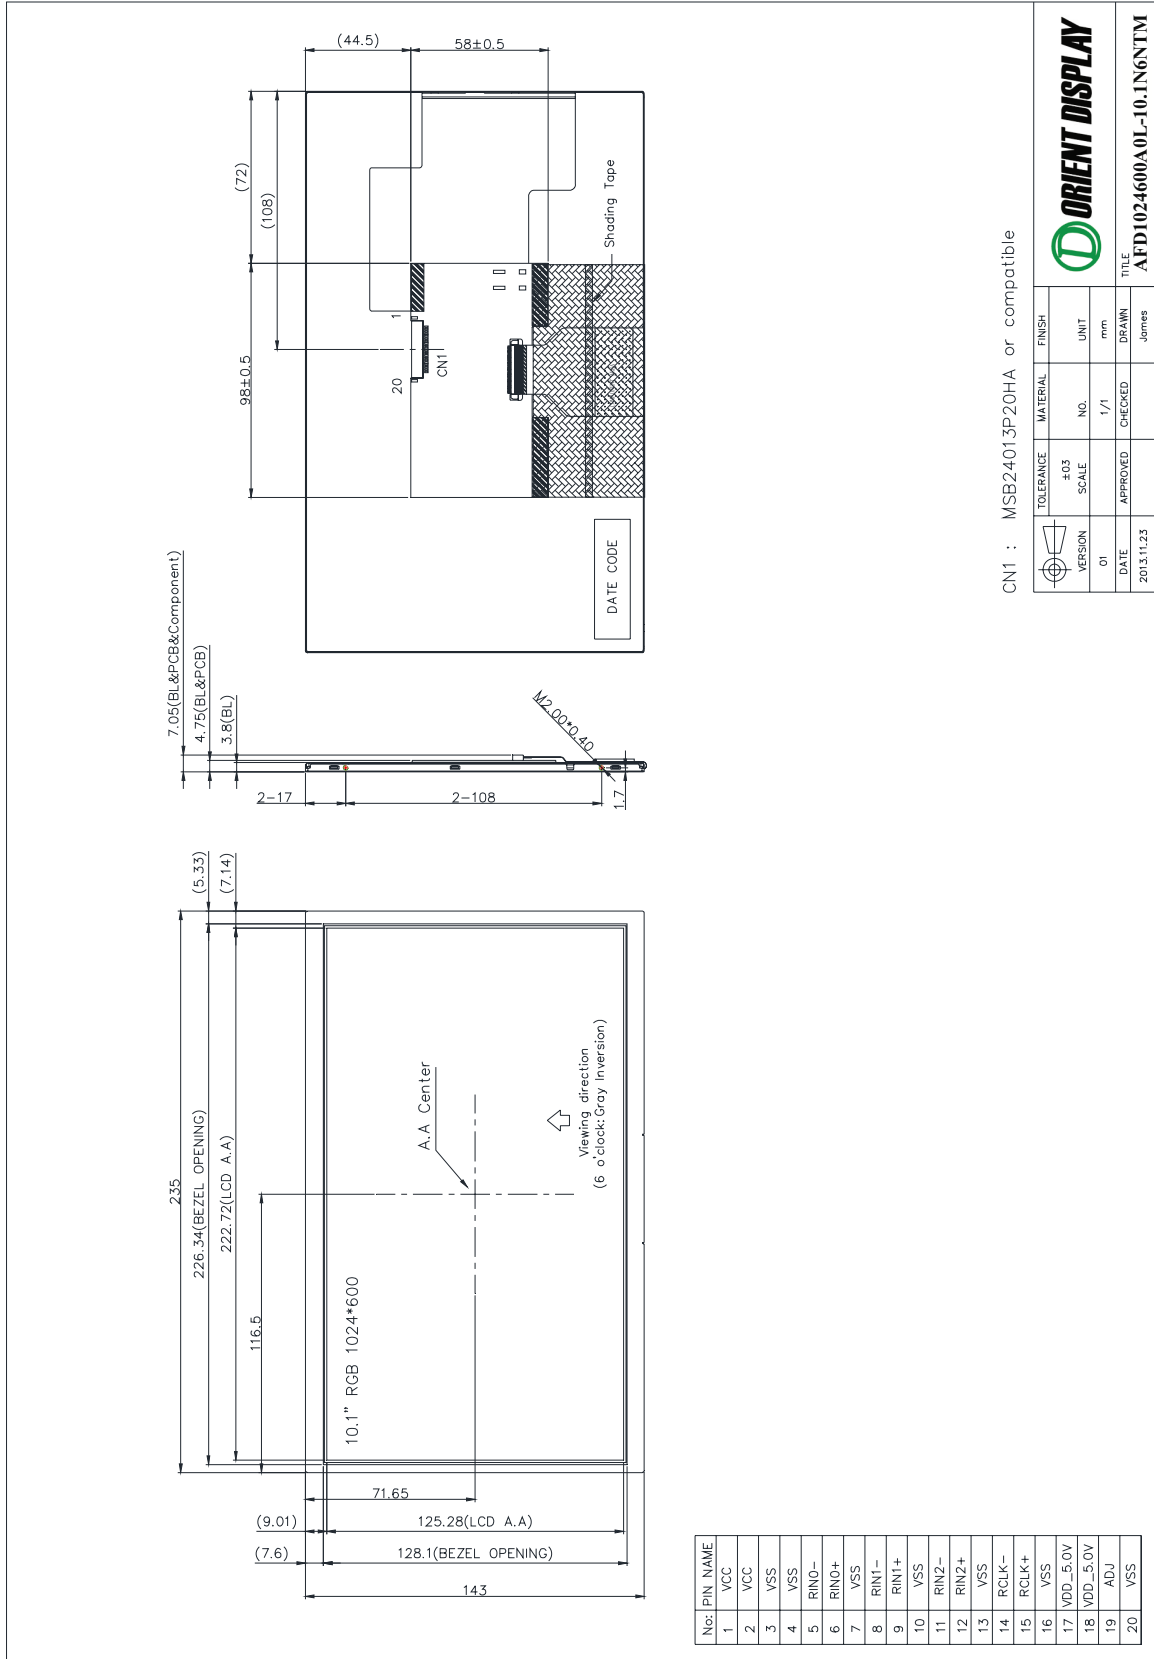 235
226.34(BEZEL OPENING)
222.72(LCD A.A)
(5.33)
(7.14)
116.5
(9.01)
(7.6)
71.65
125.28(LCD A.A)
128.1(BEZEL OPENING)
143
10.1" RGB 1024*600
A.A Center
Viewing direction
(6 o'clock:Gray Inversion)
7.05(BL&PCB&Component)
4.75(BL&PCB)
3.8(BL)
2-17
2-108
M2.00*0.40
1.7
(44.5)
58±0.5
(72)
(108)
98±0.5
20
1
CN1
Shading Tape
DATE CODE
No: PIN NAME
1 VCC
2 VCC
3 VSS
4 VSS
5 RIN0-
6 RIN0+
7 VSS
8 RIN1-
9 RIN1+
10 VSS
11 RIN2-
12 RIN2+
13 VSS
14 RCLK-
15 RCLK+
16 VSS
17 VDD_5.0V
18 VDD_5.0V
19 ADJ
20 VSS
CN1 : MSB24013P20HA or compatible
TOLERANCE MATERIAL FINISH
±0.3
VERSION SCALE NO. UNIT
01 1/1 mm
DATE APPROVED CHECKED DRAWN TITLE
2013.11.23 James
D ORIENT DISPLAY
AFD1024600A0L-10.1N6NTM